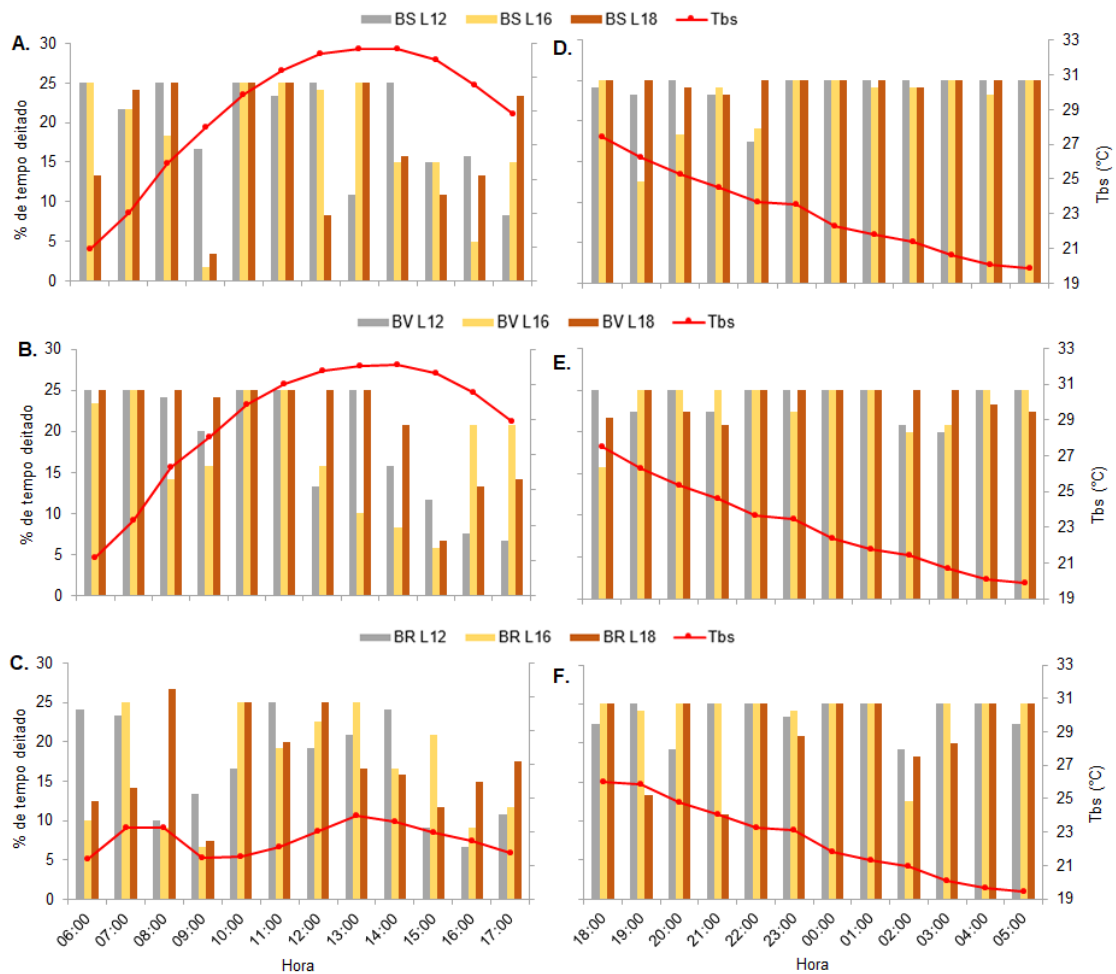 BS L12 BS L16 BS L18 Tbs
A.
% de tempo deitado
30
25
20
15
10
5
0
D.
33
31
29
27
25
23
21
19
Tbs (°C)
BV L12 BV L16 BV L18 Tbs
B.
% de tempo deitado
30
25
20
15
10
5
0
E.
33
31
29
27
25
23
21
19
Tbs (°C)
BR L12 BR L16 BR L18 Tbs
C.
% de tempo deitado
30
25
20
15
10
5
0
06:00 07:00 08:00 09:00 10:00 11:00 12:00 13:00 14:00 15:00 16:00 17:00
Hora
F.
33
31
29
27
25
23
21
19
Tbs (°C)
18:00 19:00 20:00 21:00 22:00 23:00 00:00 01:00 02:00 03:00 04:00 05:00
Hora